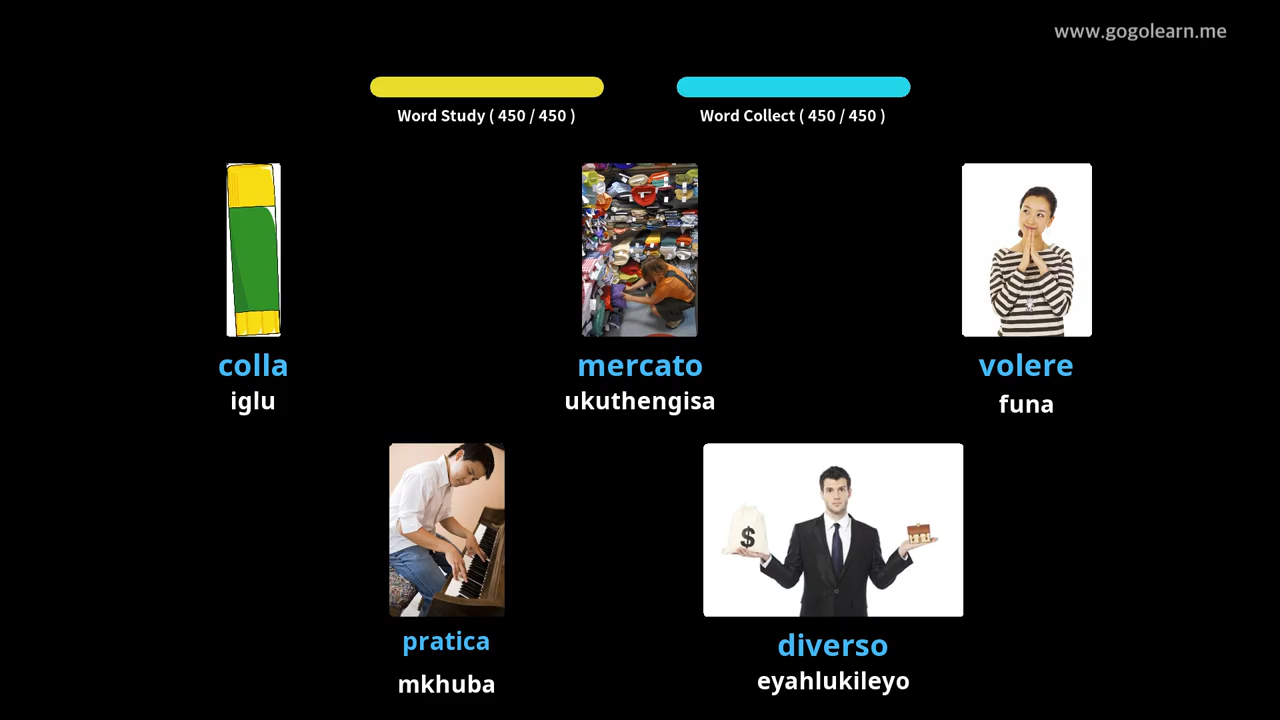 www.gogolearn.me
Word Study ( 450 / 450 )
Word Collect ( 450 / 450 )
colla
iglu
mercato
ukuthengisa
volere
funa
$
pratica
mkhuba
diverso
eyahlukileyo